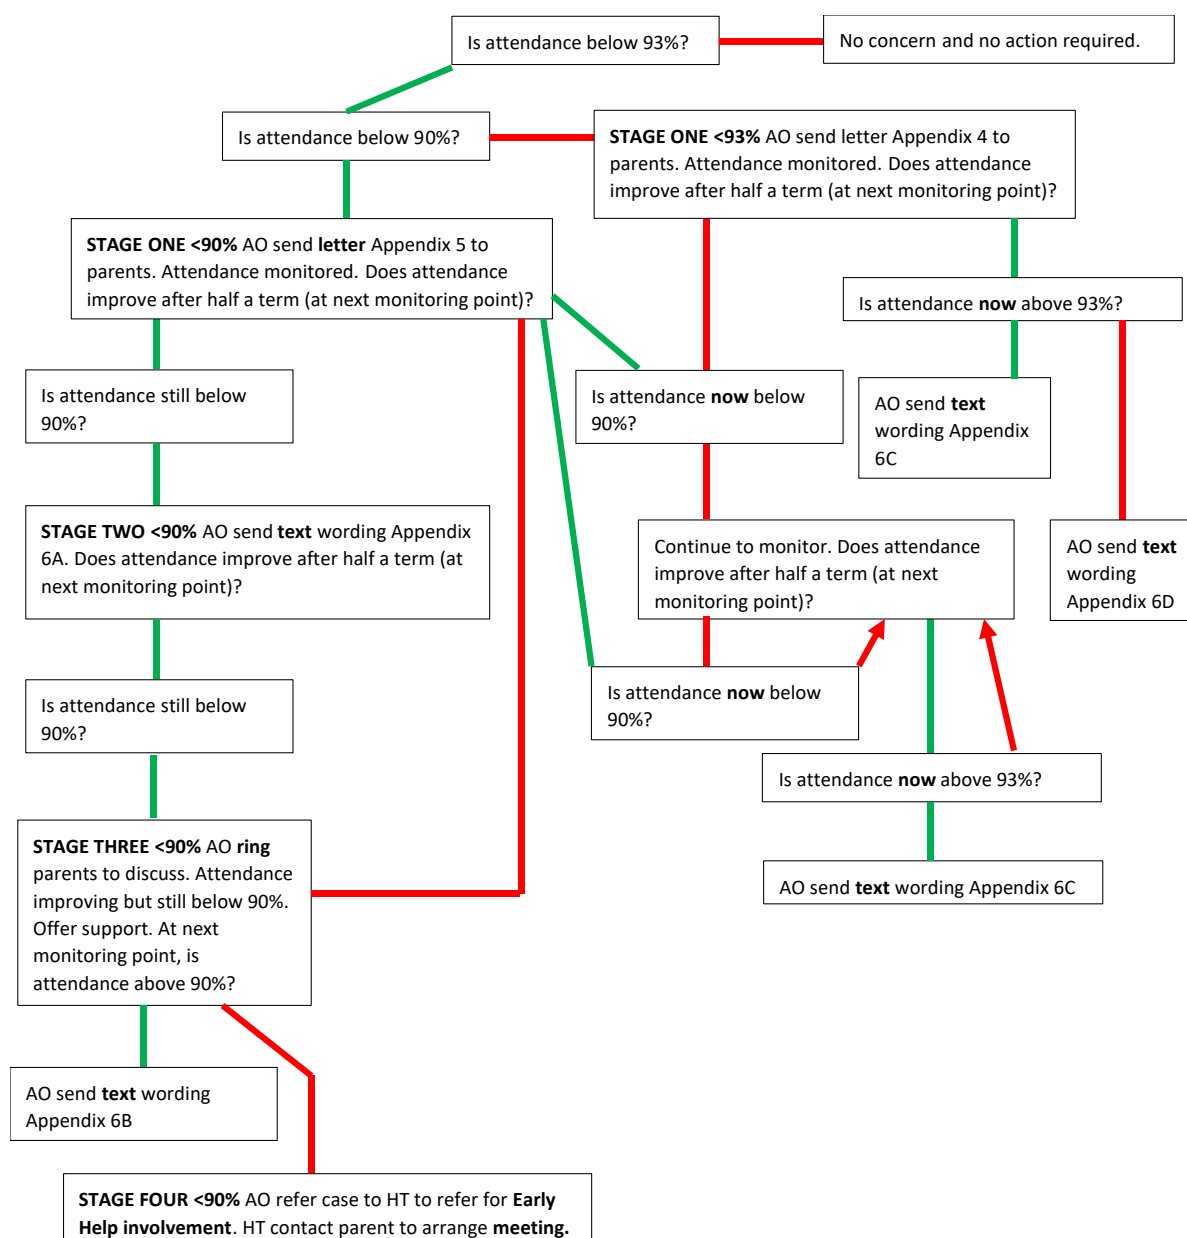 Is attendance below 93%?
No concern and no action required.
Is attendance below 90%?
STAGE ONE <93% AO send letter Appendix 4 to
parents. Attendance monitored. Does attendance
improve after half a term (at next monitoring point)?
STAGE ONE <90% AO send letter Appendix 5 to
parents. Attendance monitored. Does attendance
improve after half a term (at next monitoring point)?
Is attendance now above 93%?
Is attendance still below
90%?
Is attendance now below
90%?
AO send text
wording Appendix
6C
STAGE TWO <90% AO send text wording Appendix
6A. Does attendance improve after half a term (at
next monitoring point)?
Continue to monitor. Does attendance
improve after half a term (at next
monitoring point)?
AO send text
wording
Appendix 6D
Is attendance still below
90%?
Is attendance now below
90%?
Is attendance now above 93%?
STAGE THREE <90% AO ring
parents to discuss. Attendance
improving but still below 90%.
Offer support. At next
monitoring point, is
attendance above 90%?
AO send text wording Appendix 6C
AO send text wording
Appendix 6B
STAGE FOUR <90% AO refer case to HT to refer for Early
Help involvement. HT contact parent to arrange meeting.